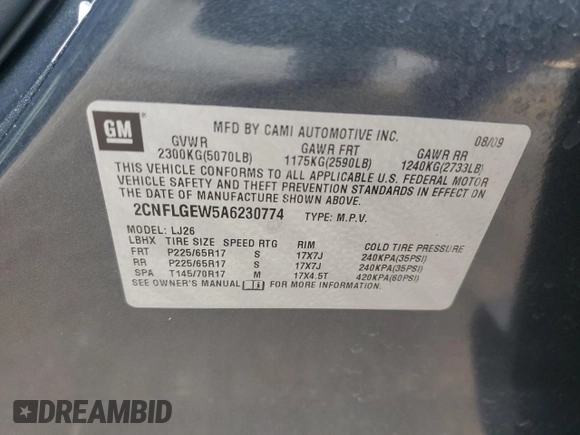 GM
MFD BY CAMI AUTOMOTIVE INC. 08/09
GVWR GAWR FRT GAWR RR
2300KG(5070LB) 1175KG(2590LB) 1240KG(2733LB)
THIS VEHICLE CONFORMS TO ALL APPLICABLE U.S. FEDERAL MOTOR
VEHICLE SAFETY AND THEFT PREVENTION STANDARDS IN EFFECT ON
THE DATE OF MANUFACTURE SHOWN ABOVE.
2CNFLGEW5A6230774 TYPE: M.P.V.
MODEL: LJ26
LBHX TIRE SIZE SPEED RTG RIM COLD TIRE PRESSURE
FRT P225/65R17 S 17X7J 240KPA(35PSI)
RR P225/65R17 S 17X7J 240KPA(35PSI)
SPA T145/70R17 M 17X4.5T 420KPA(60PSI)
SEE OWNER'S MANUAL FOR MORE INFORMATION.
DREAMBID